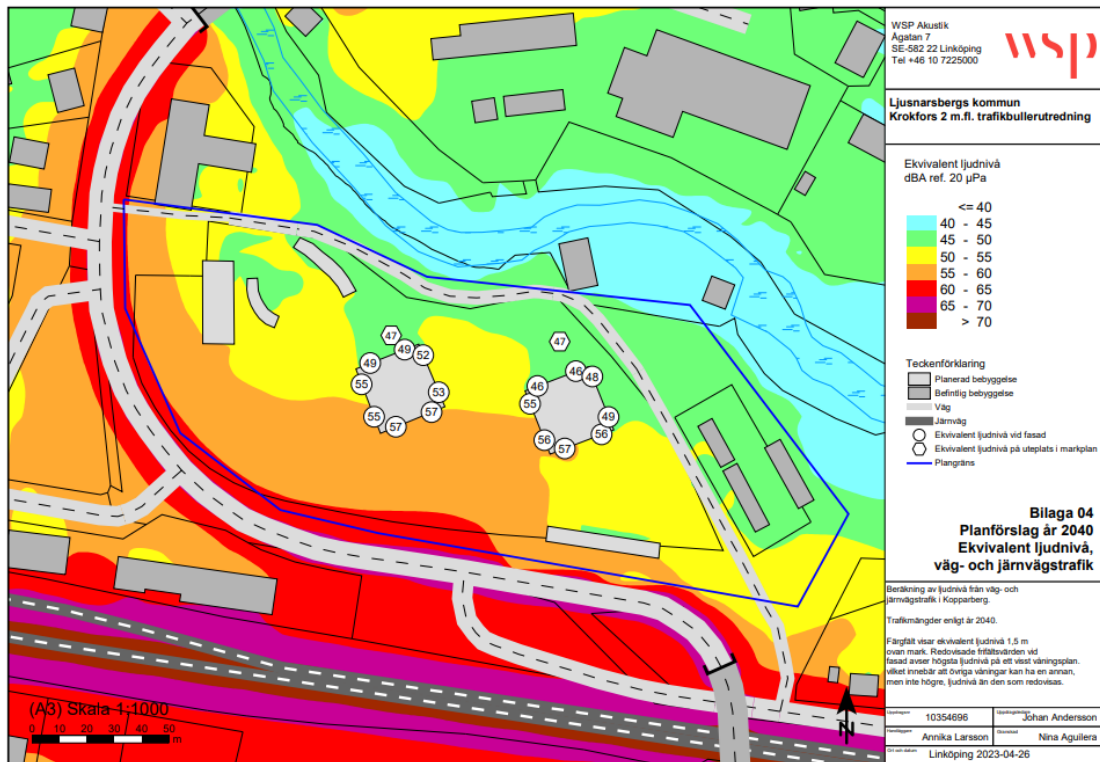 WSP Akustik
Ågatan 7
SE-582 22 Linköping
Tel +46 10 7225000
wsp
Ljusnarsbergs kommun
Krokfors 2 m.fl. trafikbullerutredning
Ekvivalent ljudnivå
dBA ref. 20 µPa
<= 40
40 - 45
45 - 50
50 - 55
55 - 60
60 - 65
65 - 70
> 70
Teckenförklaring
Planerad bebyggelse
Befintlig bebyggelse
Väg
Järnväg
Ekvivalent ljudnivå vid fasad
Ekvivalent ljudnivå på uteplats i markplan
Plangräns
Bilaga 04
Planförslag år 2040
Ekvivalent ljudnivå,
väg- och järnvägstrafik
Beräkning av ljudnivå från väg- och
järnvägstrafik i Kopparberg.
Trafikmängder enligt år 2040.
Färgfält visar ekvivalent ljudnivå 1,5 m
ovan mark. Redovisade frifältsvärden vid
fasad avser högsta ljudnivå på ett visst våningsplan.
vilket innebär att övriga våningar kan ha en annan,
men inte högre, ljudnivå än den som redovisas.
10354696
Johan Andersson
Handläggare
Annika Larsson
Granskad
Nina Aguilera
Ort och datum
Linköping 2023-04-26
47
49
52
49
55
53
55
57
57
47
46
48
46
55
49
56
56
57
(A3) Skala 1:1000
0 10 20 30 40 50
m
N